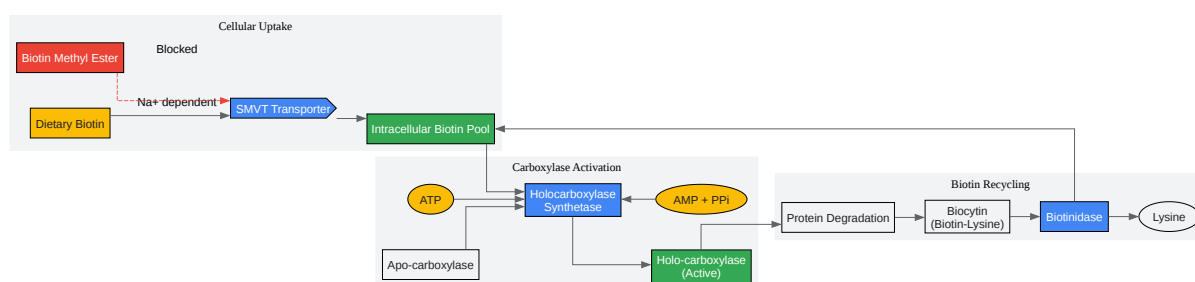 Cellular Uptake
Biotin Methyl Ester
Blocked
Na+ dependent
SMVT Transporter
Dietary Biotin
Intracellular Biotin Pool
Carboxylase Activation
ATP
Holocarboxylase
Synthetase
AMP + PPi
Apo-carboxylase
Holo-carboxylase
(Active)
Biotin Recycling
Protein Degradation
Biocytin
(Biotin-Lysine)
Biotinidase
Lysine